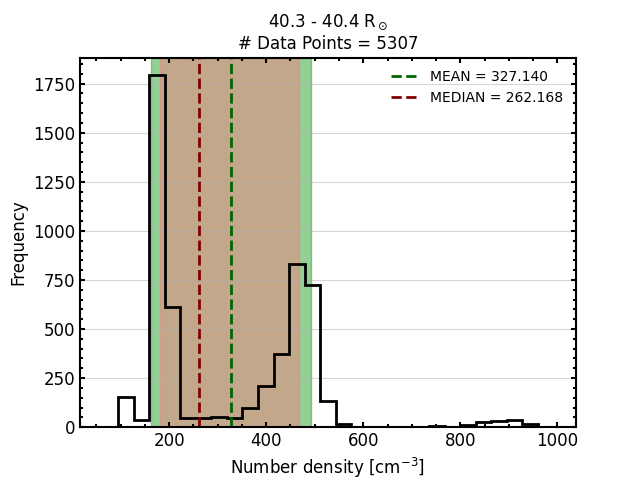 40.3 - 40.4 R⊙
# Data Points = 5307
MEAN = 327.140
MEDIAN = 262.168
Frequency
1750
1500
1250
1000
750
500
250
0
200 400 600 800 1000
Number density [cm⁻³]